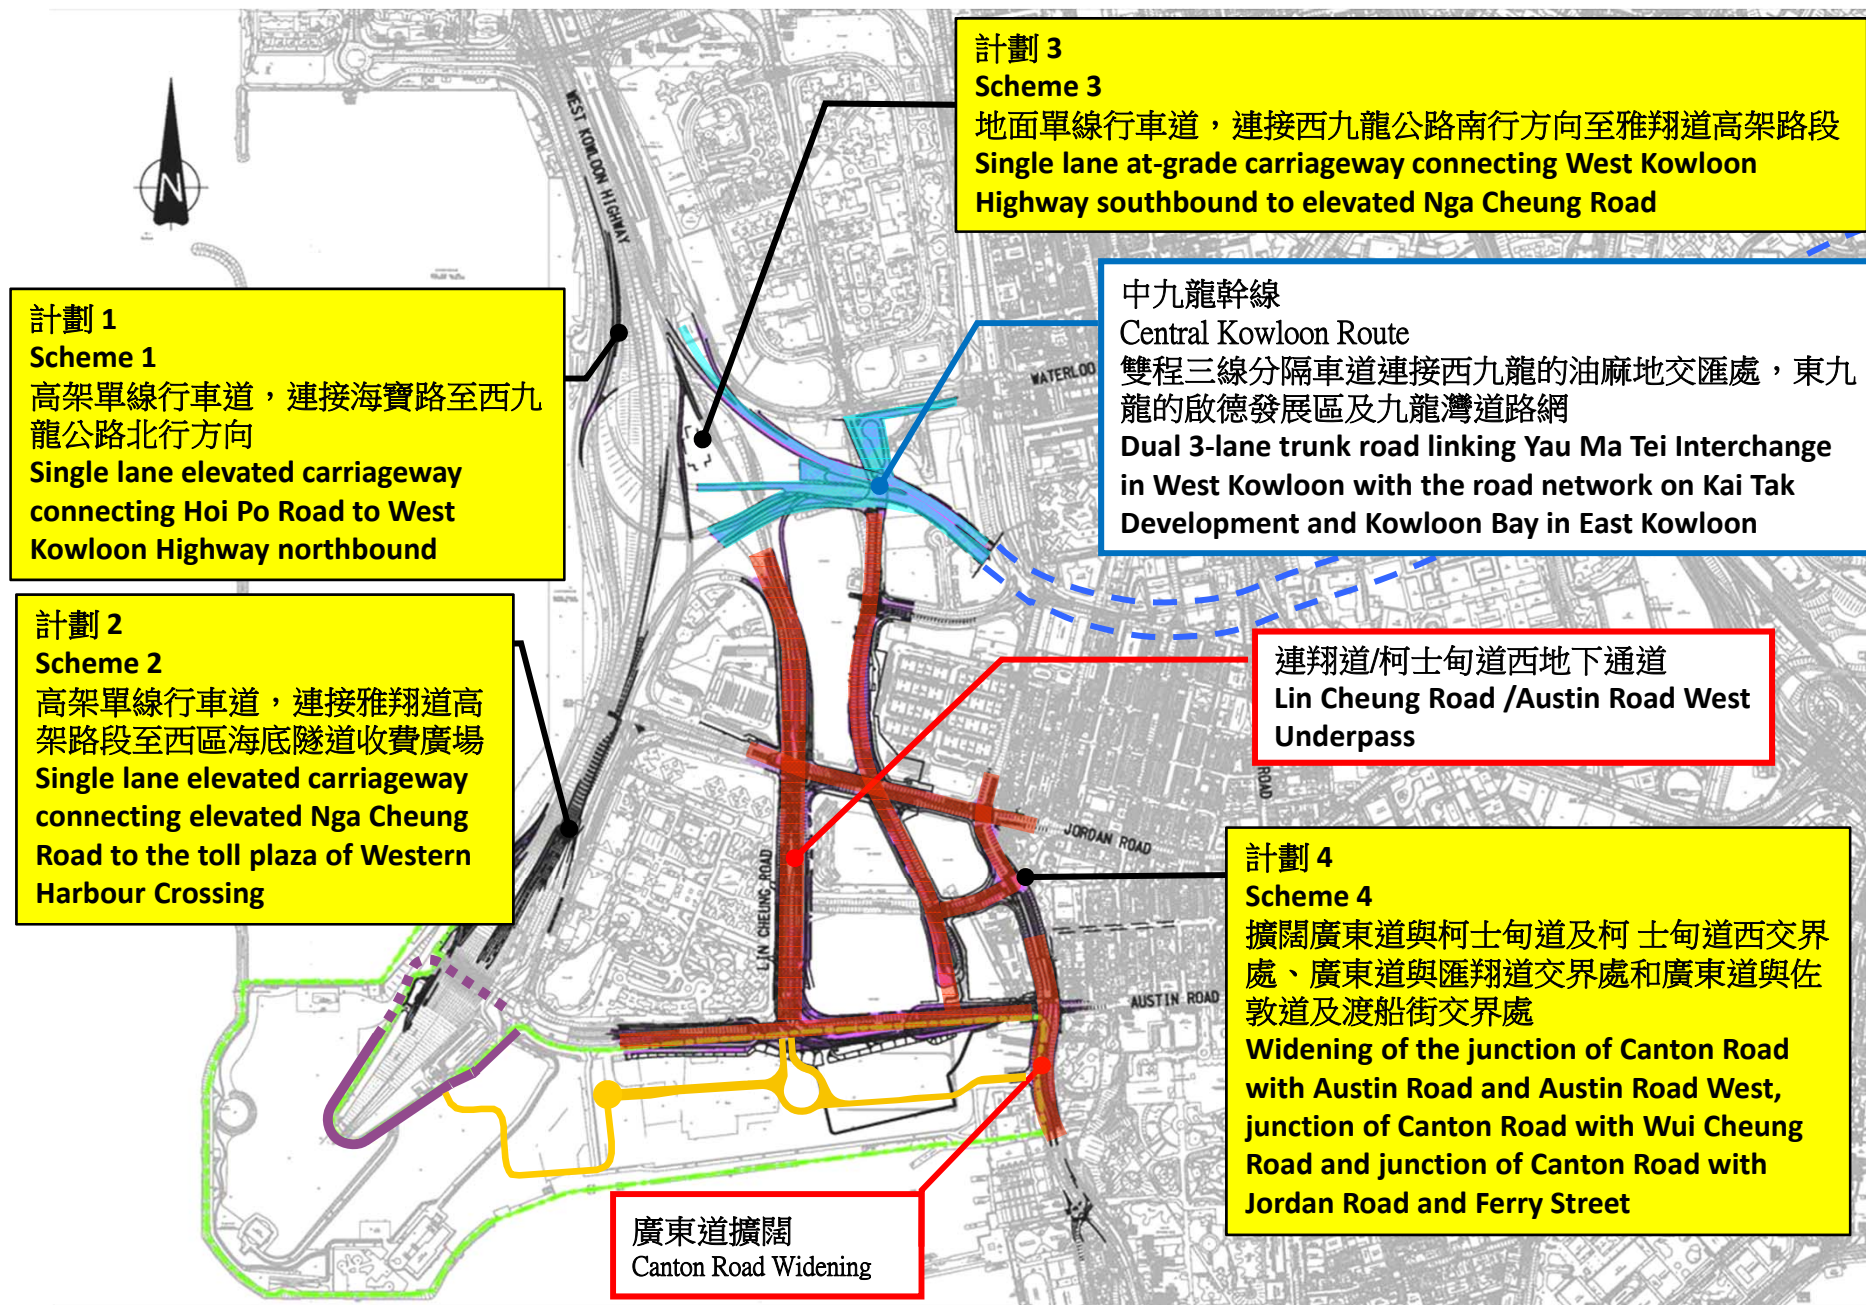 計劃 3
Scheme 3
地面單線行車道，連接西九龍公路南行方向至雅翔道高架路段
Single lane at-grade carriageway connecting West Kowloon
Highway southbound to elevated Nga Cheung Road
WEST KOWLOON HIGHWAY
N
中九龍幹線
Central Kowloon Route
雙程三線分隔車道連接西九龍的油麻地交匯處，東九
龍的啟德發展區及九龍灣道路網
Dual 3-lane trunk road linking Yau Ma Tei Interchange
in West Kowloon with the road network on Kai Tak
Development and Kowloon Bay in East Kowloon
WATERLOO
計劃 1
Scheme 1
高架單線行車道，連接海寶路至西九
龍公路北行方向
Single lane elevated carriageway
connecting Hoi Po Road to West
Kowloon Highway northbound
計劃 2
Scheme 2
高架單線行車道，連接雅翔道高
架路段至西區海底隧道收費廣場
Single lane elevated carriageway
connecting elevated Nga Cheung
Road to the toll plaza of Western
Harbour Crossing
連翔道/柯士甸道西地下通道
Lin Cheung Road /Austin Road West
Underpass
ROAD
JORDAN ROAD
LIN CHEUNG ROAD
AUSTIN ROAD
計劃 4
Scheme 4
擴闊廣東道與柯士甸道及柯 士甸道西交界
處、廣東道與匯翔道交界處和廣東道與佐
敦道及渡船街交界處
Widening of the junction of Canton Road
with Austin Road and Austin Road West,
junction of Canton Road with Wui Cheung
Road and junction of Canton Road with
Jordan Road and Ferry Street
廣東道擴闊
Canton Road Widening